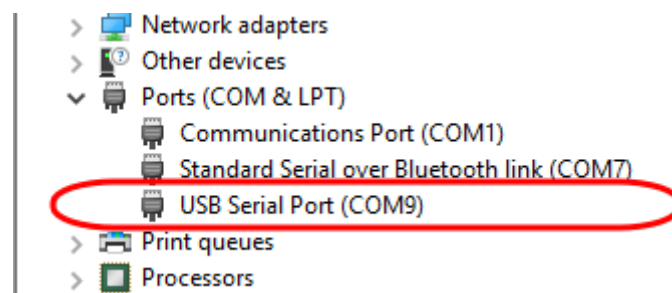 Network adapters
Other devices
Ports (COM & LPT)
Communications Port (COM1)
Standard Serial over Bluetooth link (COM7)
USB Serial Port (COM9)
Print queues
Processors